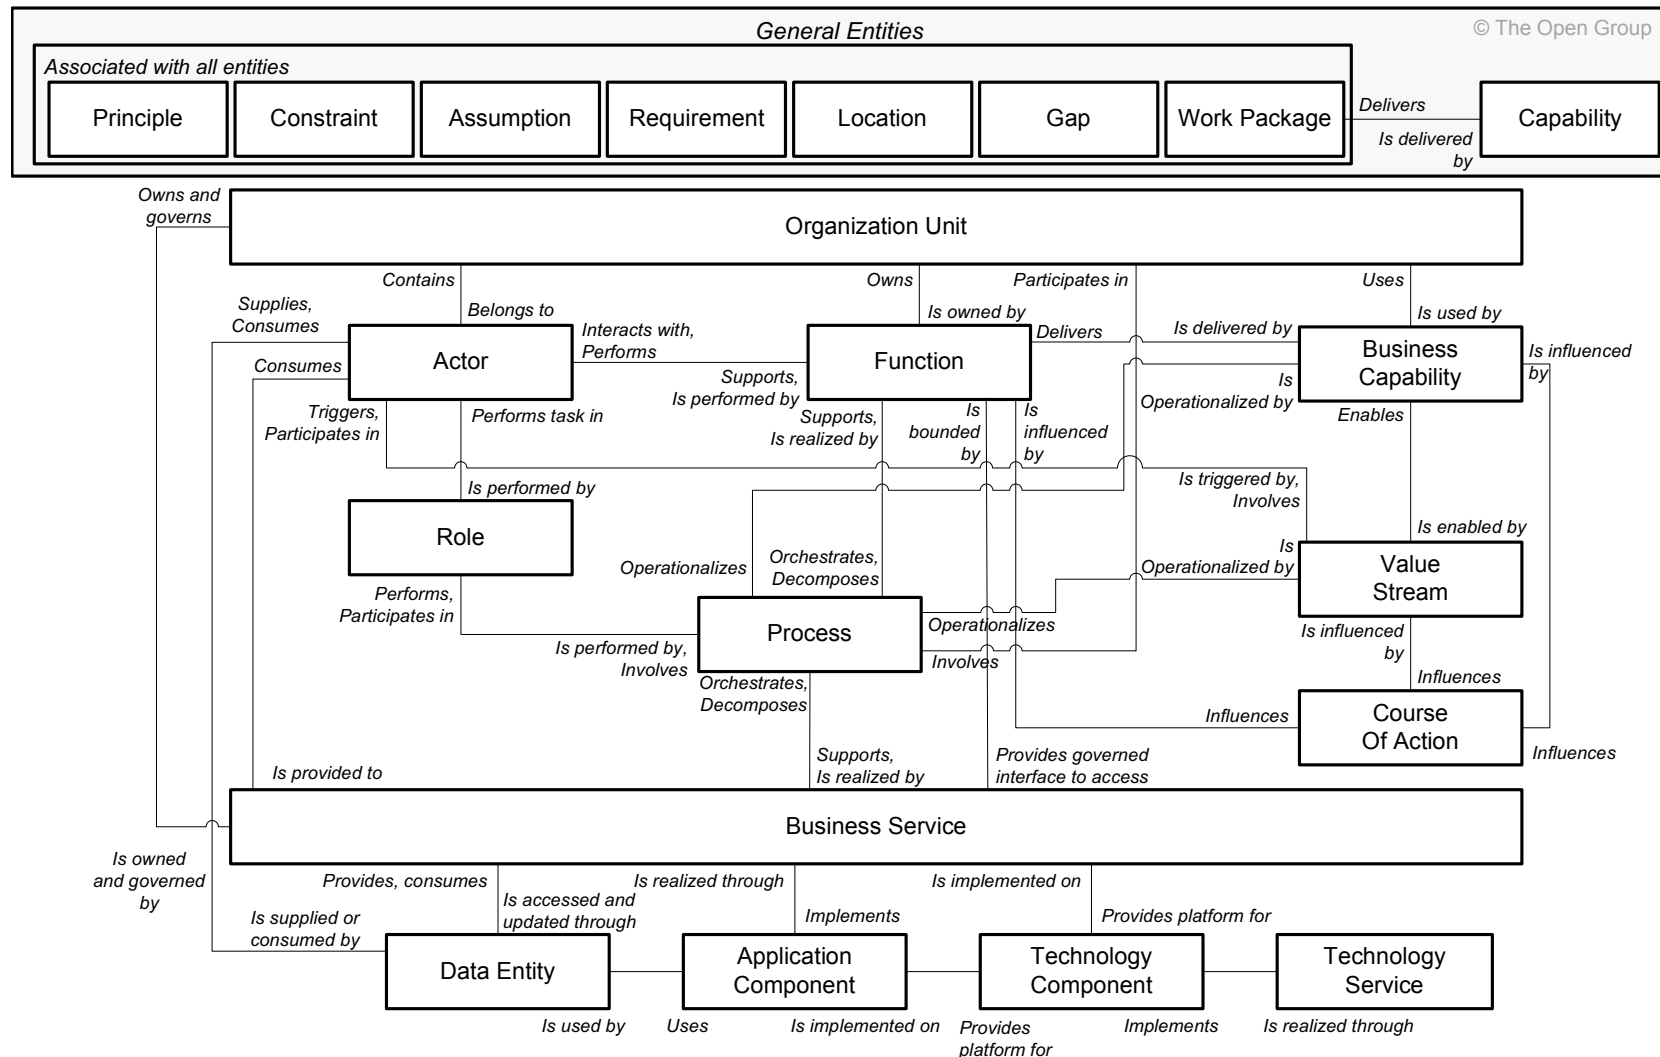 General Entities
© The Open Group
Associated with all entities
Principle
Constraint
Assumption
Requirement
Location
Gap
Work Package
Delivers
Is delivered
by
Capability
Owns and
governs
Organization Unit
Contains
Belongs to
Owns
Is owned by
Participates in
Uses
Is used by
Supplies,
Consumes
Consumes
Actor
Interacts with,
Performs
Supports,
Is performed by
Function
Delivers
Is delivered by
Business
Capability
Is influenced
by
Is
Operationalized by
Enables
Triggers,
Participates in
Performs task in
Supports,
Is realized by
Is
bounded
by
Is
influenced
by
Is performed by
Is triggered by,
Involves
Is enabled by
Role
Operationalizes
Orchestrates,
Decomposes
Is
Operationalized by
Value
Stream
Performs,
Participates in
Is performed by,
Involves
Process
Operationalizes
Involves
Is influenced
by
Influences
Orchestrates,
Decomposes
Influences
Course
Of Action
Influences
Supports,
Is realized by
Provides governed
interface to access
Is provided to
Business Service
Is owned
and governed
by
Provides, consumes
Is accessed and
updated through
Is realized through
Implements
Is implemented on
Provides platform for
Is supplied or
consumed by
Data Entity
Application
Component
Technology
Component
Technology
Service
Is used by
Uses
Is implemented on
Provides
platform for
Implements
Is realized through